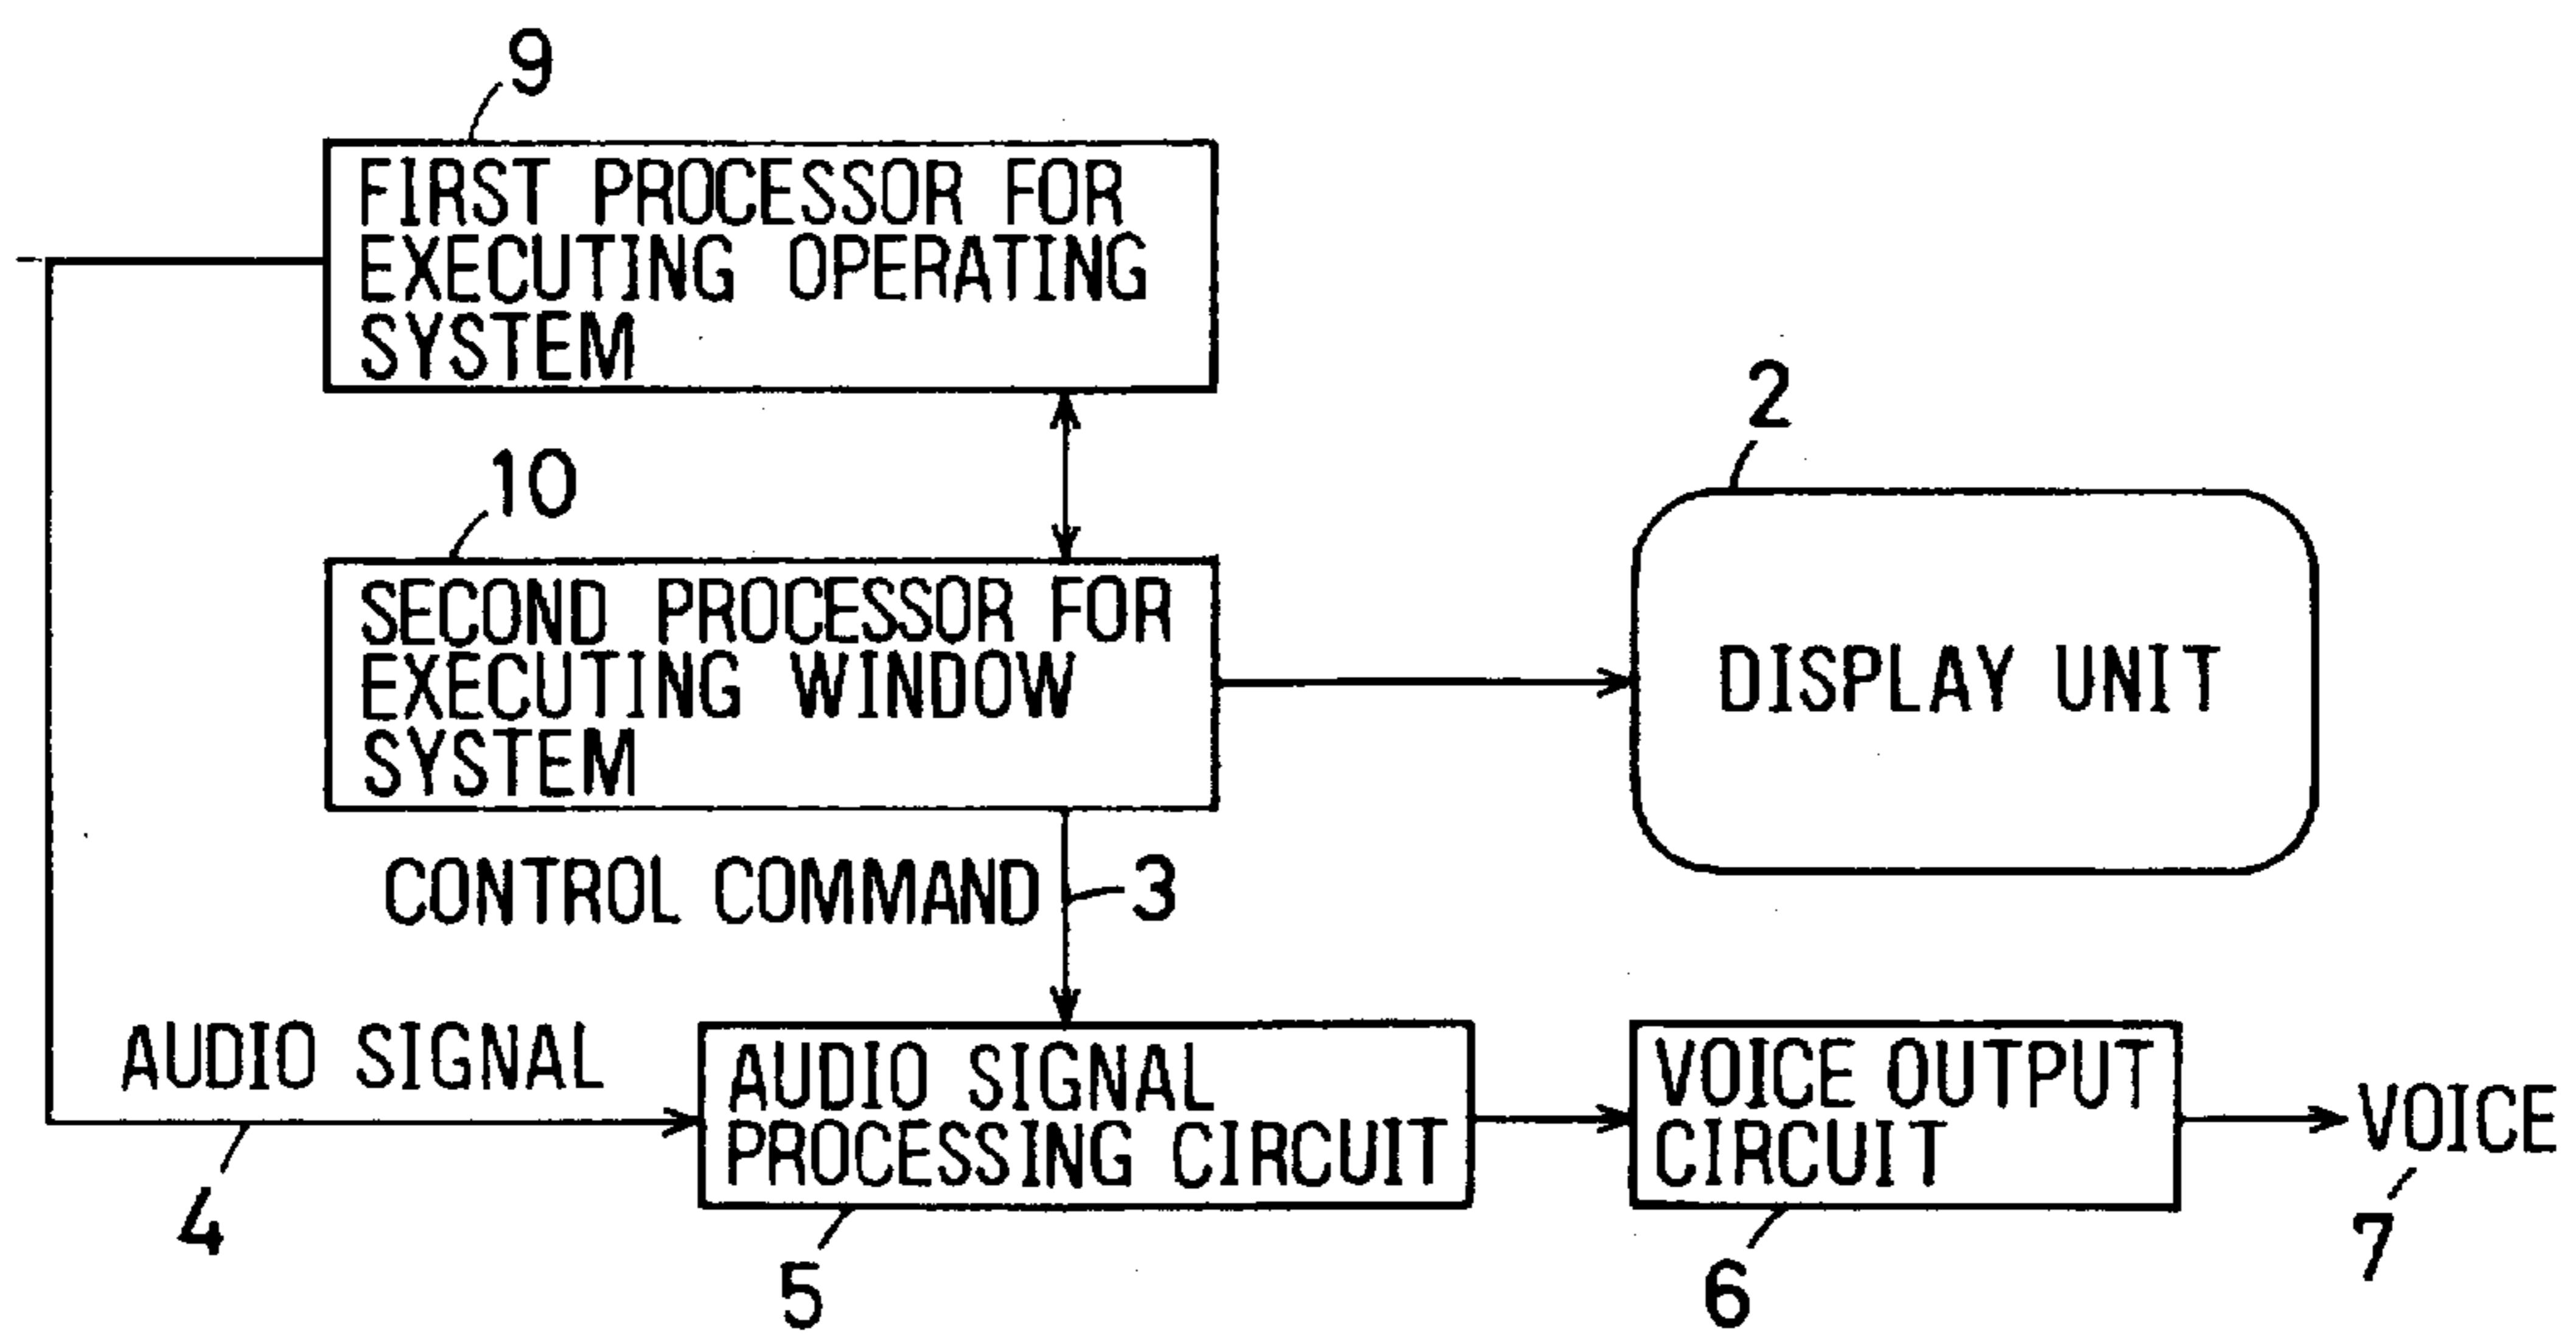 9
FIRST PROCESSOR FOR
EXECUTING OPERATING
SYSTEM
10
SECOND PROCESSOR FOR
EXECUTING WINDOW
SYSTEM
2
DISPLAY UNIT
CONTROL COMMAND
3
AUDIO SIGNAL
4
AUDIO SIGNAL
PROCESSING CIRCUIT
5
VOICE OUTPUT
CIRCUIT
6
VOICE
7